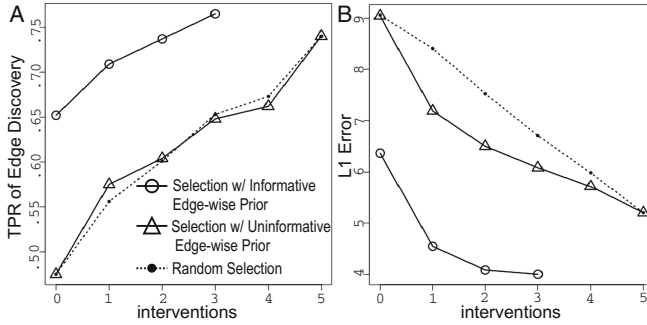 A
TPR of Edge Discovery
.75
.70
.65
.60
.55
.50
0 1 2 3 4 5
interventions
Selection w/ Informative
Edge-wise Prior
Selection w/ Uninformative
Edge-wise Prior
Random Selection
B
L1 Error
9
8
7
6
5
4
0 1 2 3 4 5
interventions